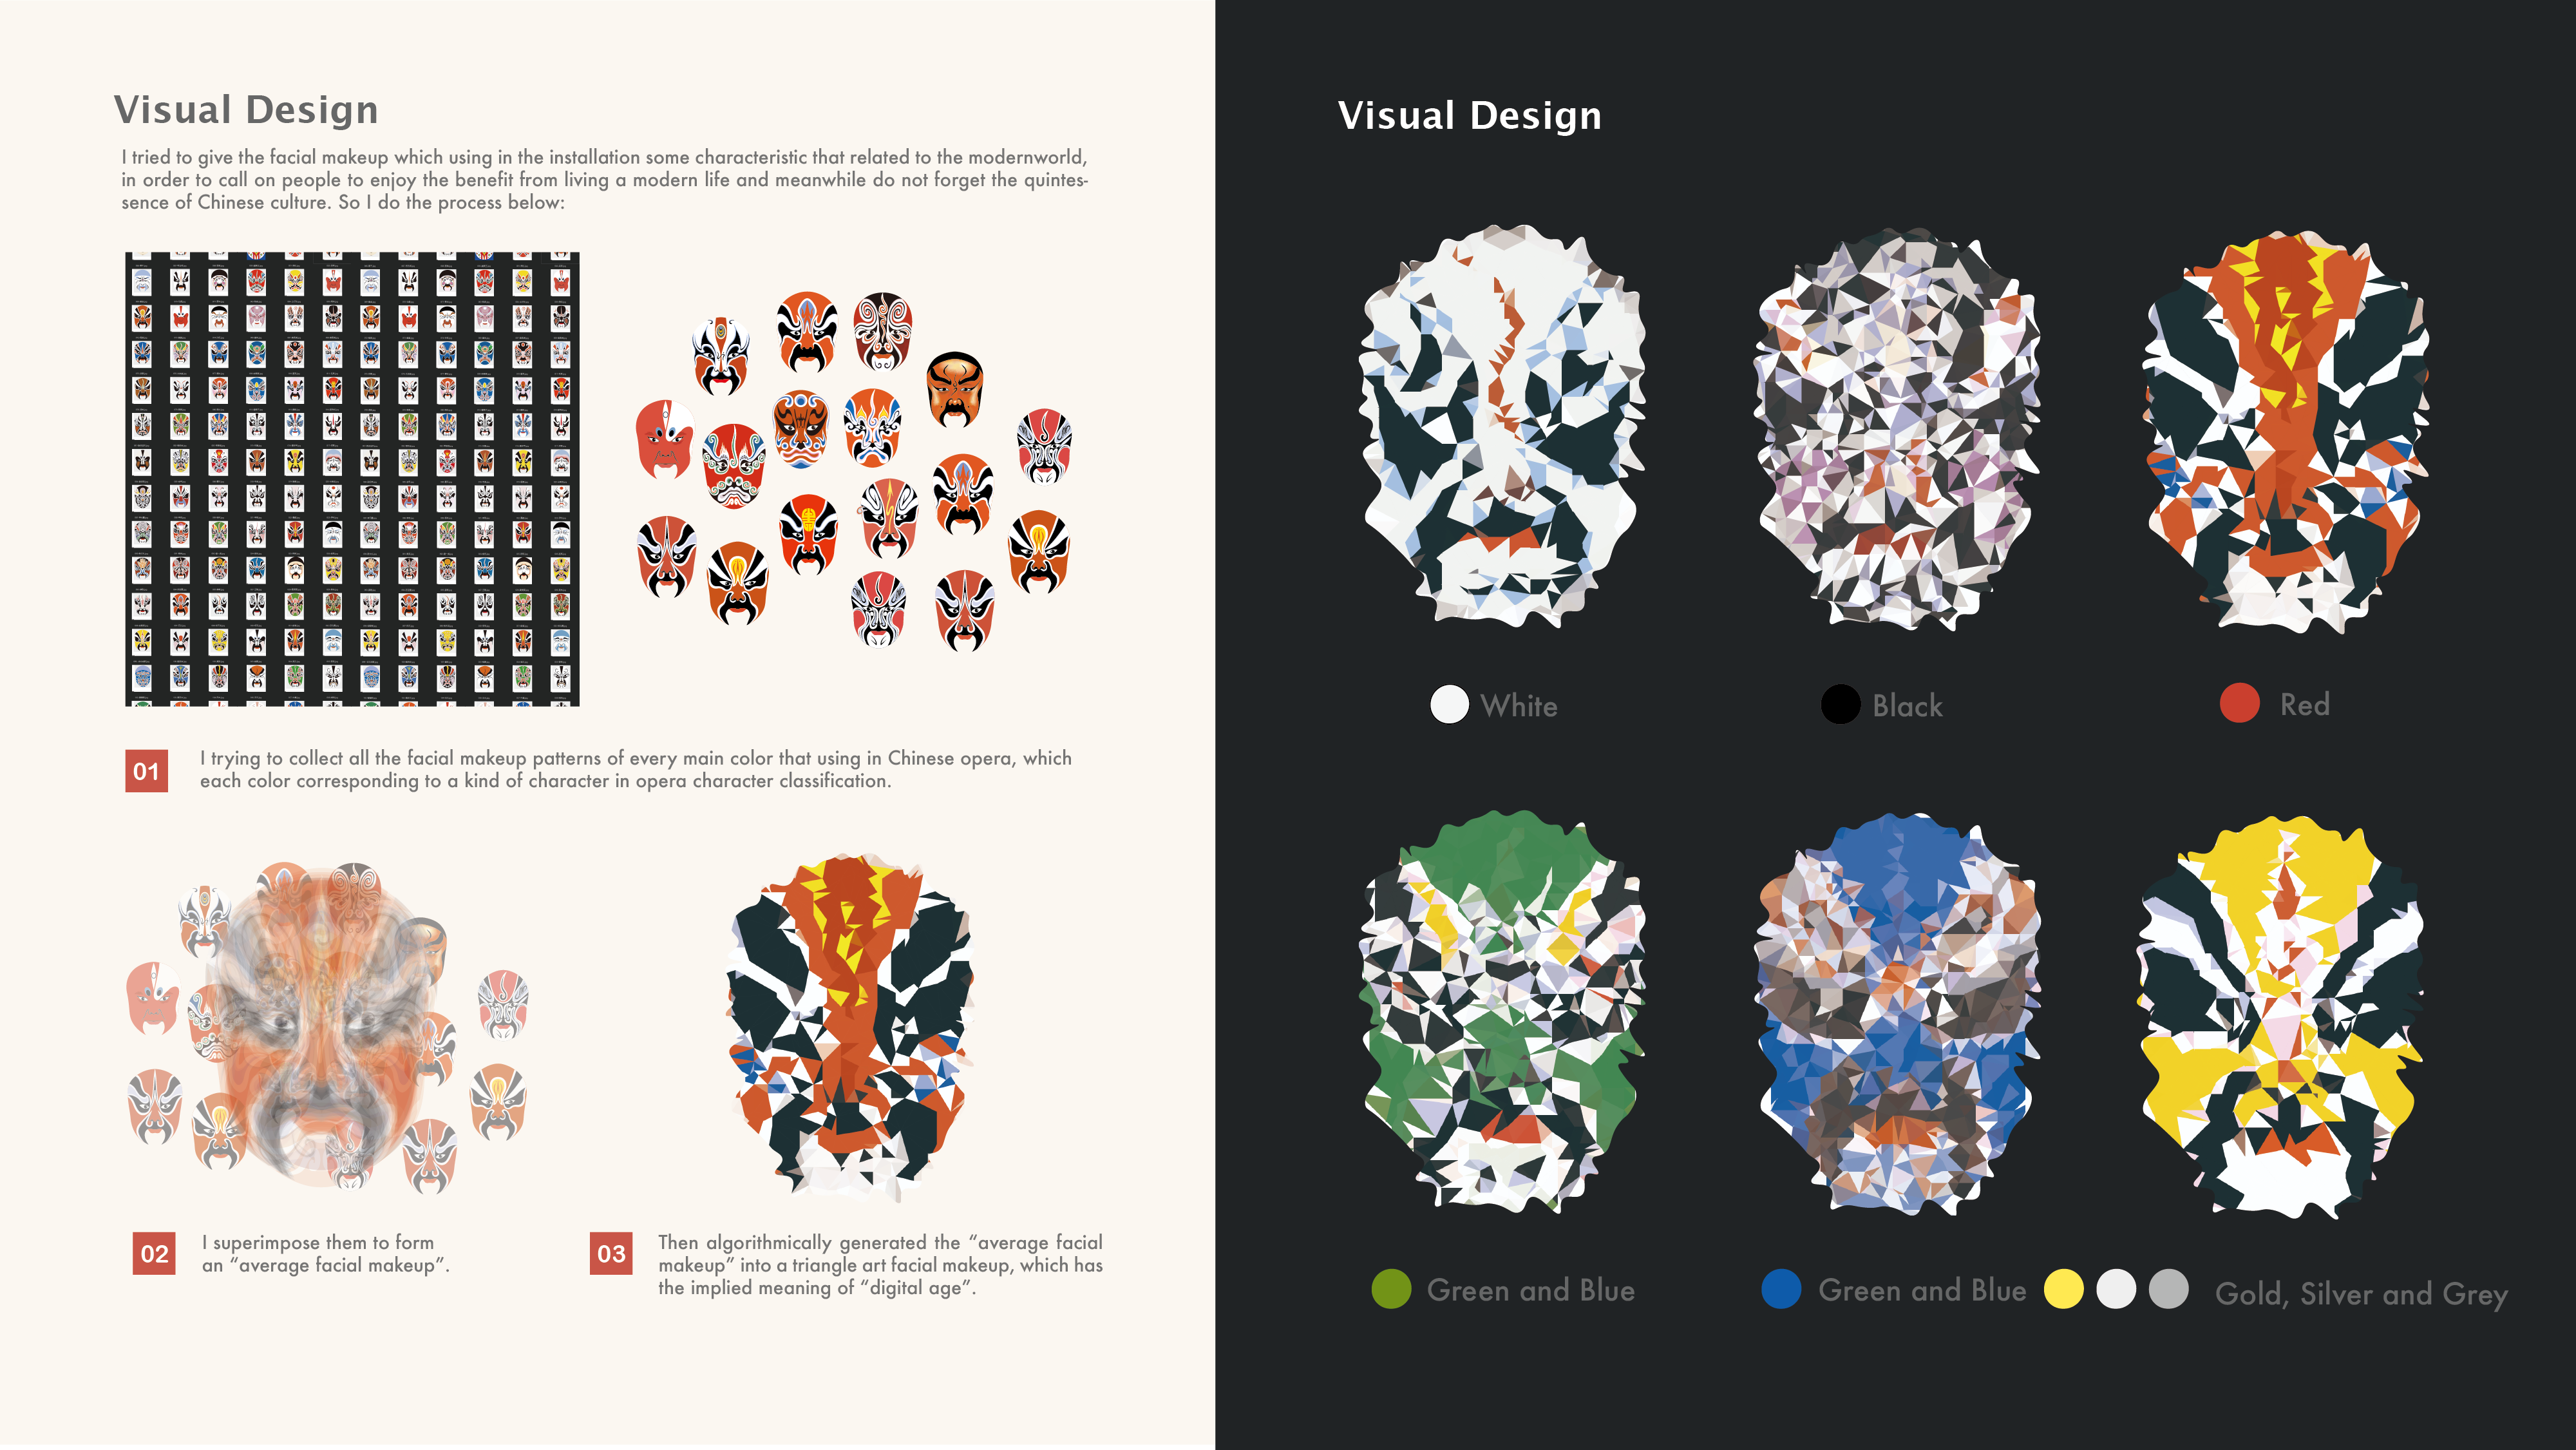 Visual Design
I tried to give the facial makeup which using in the installation some characteristic that related to the modernworld,
in order to call on people to enjoy the benefit from living a modern life and meanwhile do not forget the quintes-
sence of Chinese culture. So I do the process below:
01
I trying to collect all the facial makeup patterns of every main color that using in Chinese opera, which
each color corresponding to a kind of character in opera character classification.
02
I superimpose them to form
an “average facial makeup”.
03
Then algorithmically generated the “average facial
makeup” into a triangle art facial makeup, which has
the implied meaning of “digital age”.
Visual Design
White
Black
Red
Green and Blue
Green and Blue
Gold, Silver and Grey